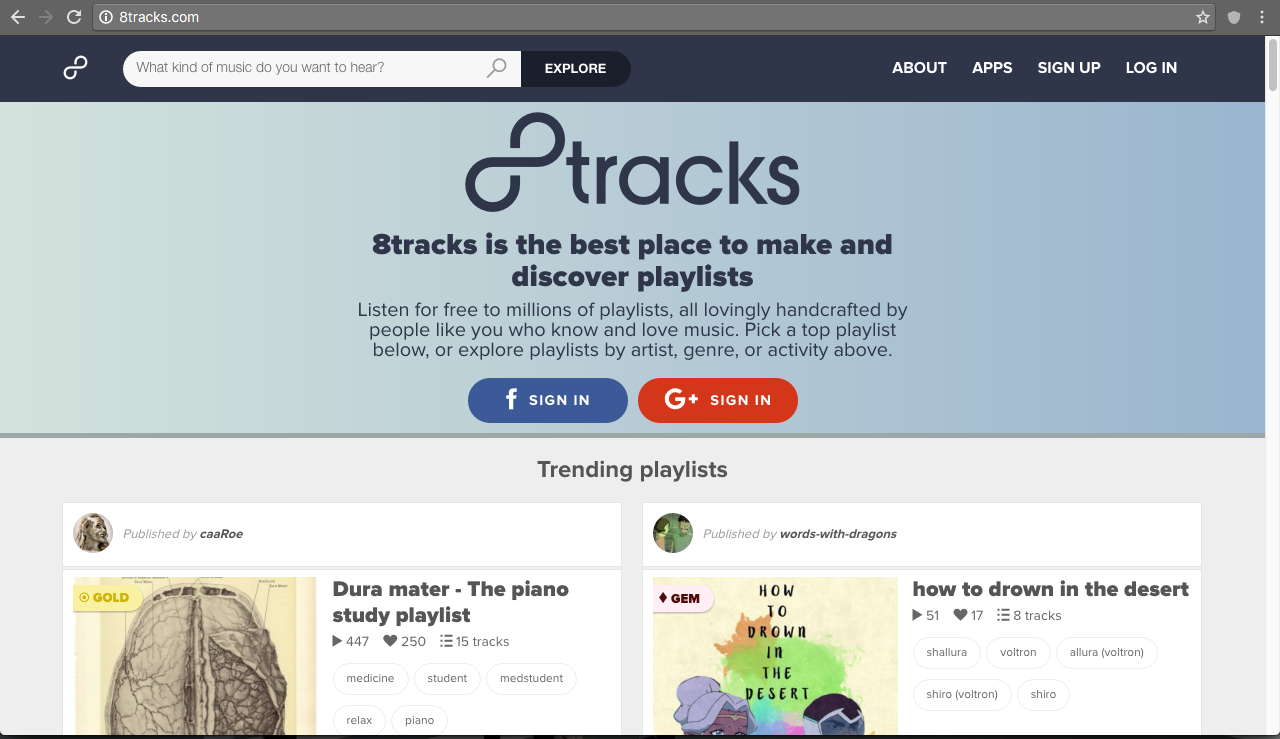 8tracks.com
What kind of music do you want to hear?
EXPLORE
ABOUT
APPS
SIGN UP
LOG IN
8tracks
8tracks is the best place to make and
discover playlists
Listen for free to millions of playlists, all lovingly handcrafted by
people like you who know and love music. Pick a top playlist
below, or explore playlists by artist, genre, or activity above.
f SIGN IN
G+ SIGN IN
Trending playlists
Published by caaRoe
GOLD
Dura mater - The piano
study playlist
447 250 15 tracks
medicine student medstudent
relax piano
Published by words-with-dragons
GEM
HOW
TO
DROWN
IN
THE
DESERT
how to drown in the desert
51 17 8 tracks
shallura voltron allura (voltron)
shiro (voltron) shiro